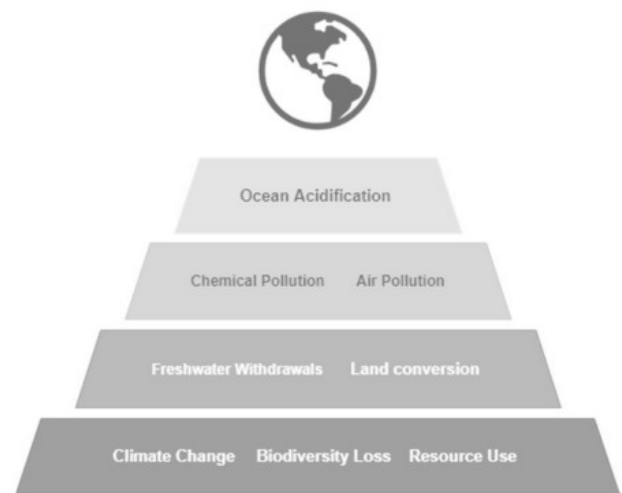 Ocean Acidification
Chemical Pollution Air Pollution
Freshwater Withdrawals Land conversion
Climate Change Biodiversity Loss Resource Use